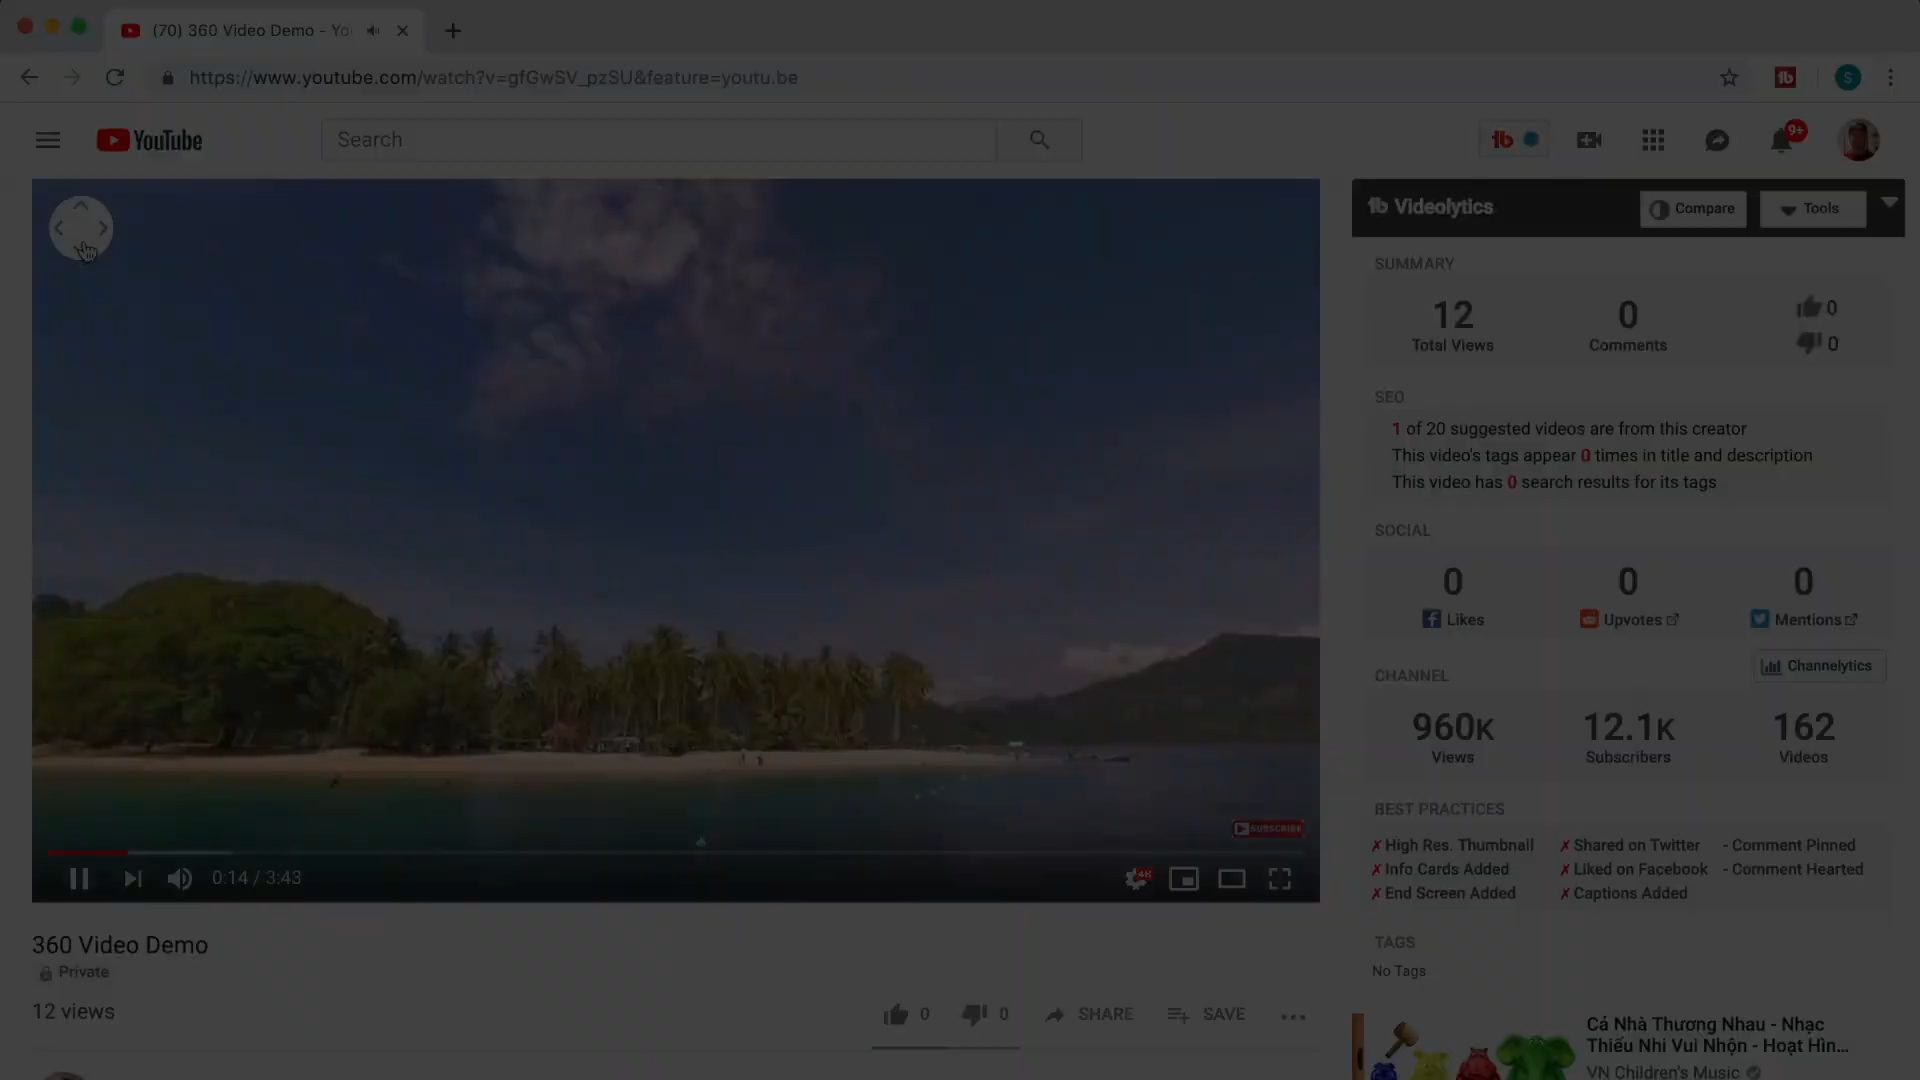 (70) 360 Video Demo - Yo
https://www.youtube.com/watch?v=gfGwSV_pzSU&feature=youtu.be
S
YouTube
Search
9+
Videolytics
Compare
Tools
SUMMARY
12
0
0
Total Views
Comments
0
SEO
1 of 20 suggested videos are from this creator
This video's tags appear 0 times in title and description
This video has 0 search results for its tags
SOCIAL
0
0
0
Likes
Upvotes
Mentions
CHANNEL
Channelytics
960K
12.1K
162
Views
Subscribers
Videos
BEST PRACTICES
✗ High Res. Thumbnail
✗ Shared on Twitter
- Comment Pinned
✗ Info Cards Added
✗ Liked on Facebook
- Comment Hearted
✗ End Screen Added
✗ Captions Added
TAGS
No Tags
SUBSCRIBE
0:14 / 3:43
4K
360 Video Demo
Private
12 views
0
0
SHARE
SAVE
Cả Nhà Thương Nhau - Nhạc
Thiếu Nhi Vui Nhộn - Hoạt Hìn...
VN Children's Music